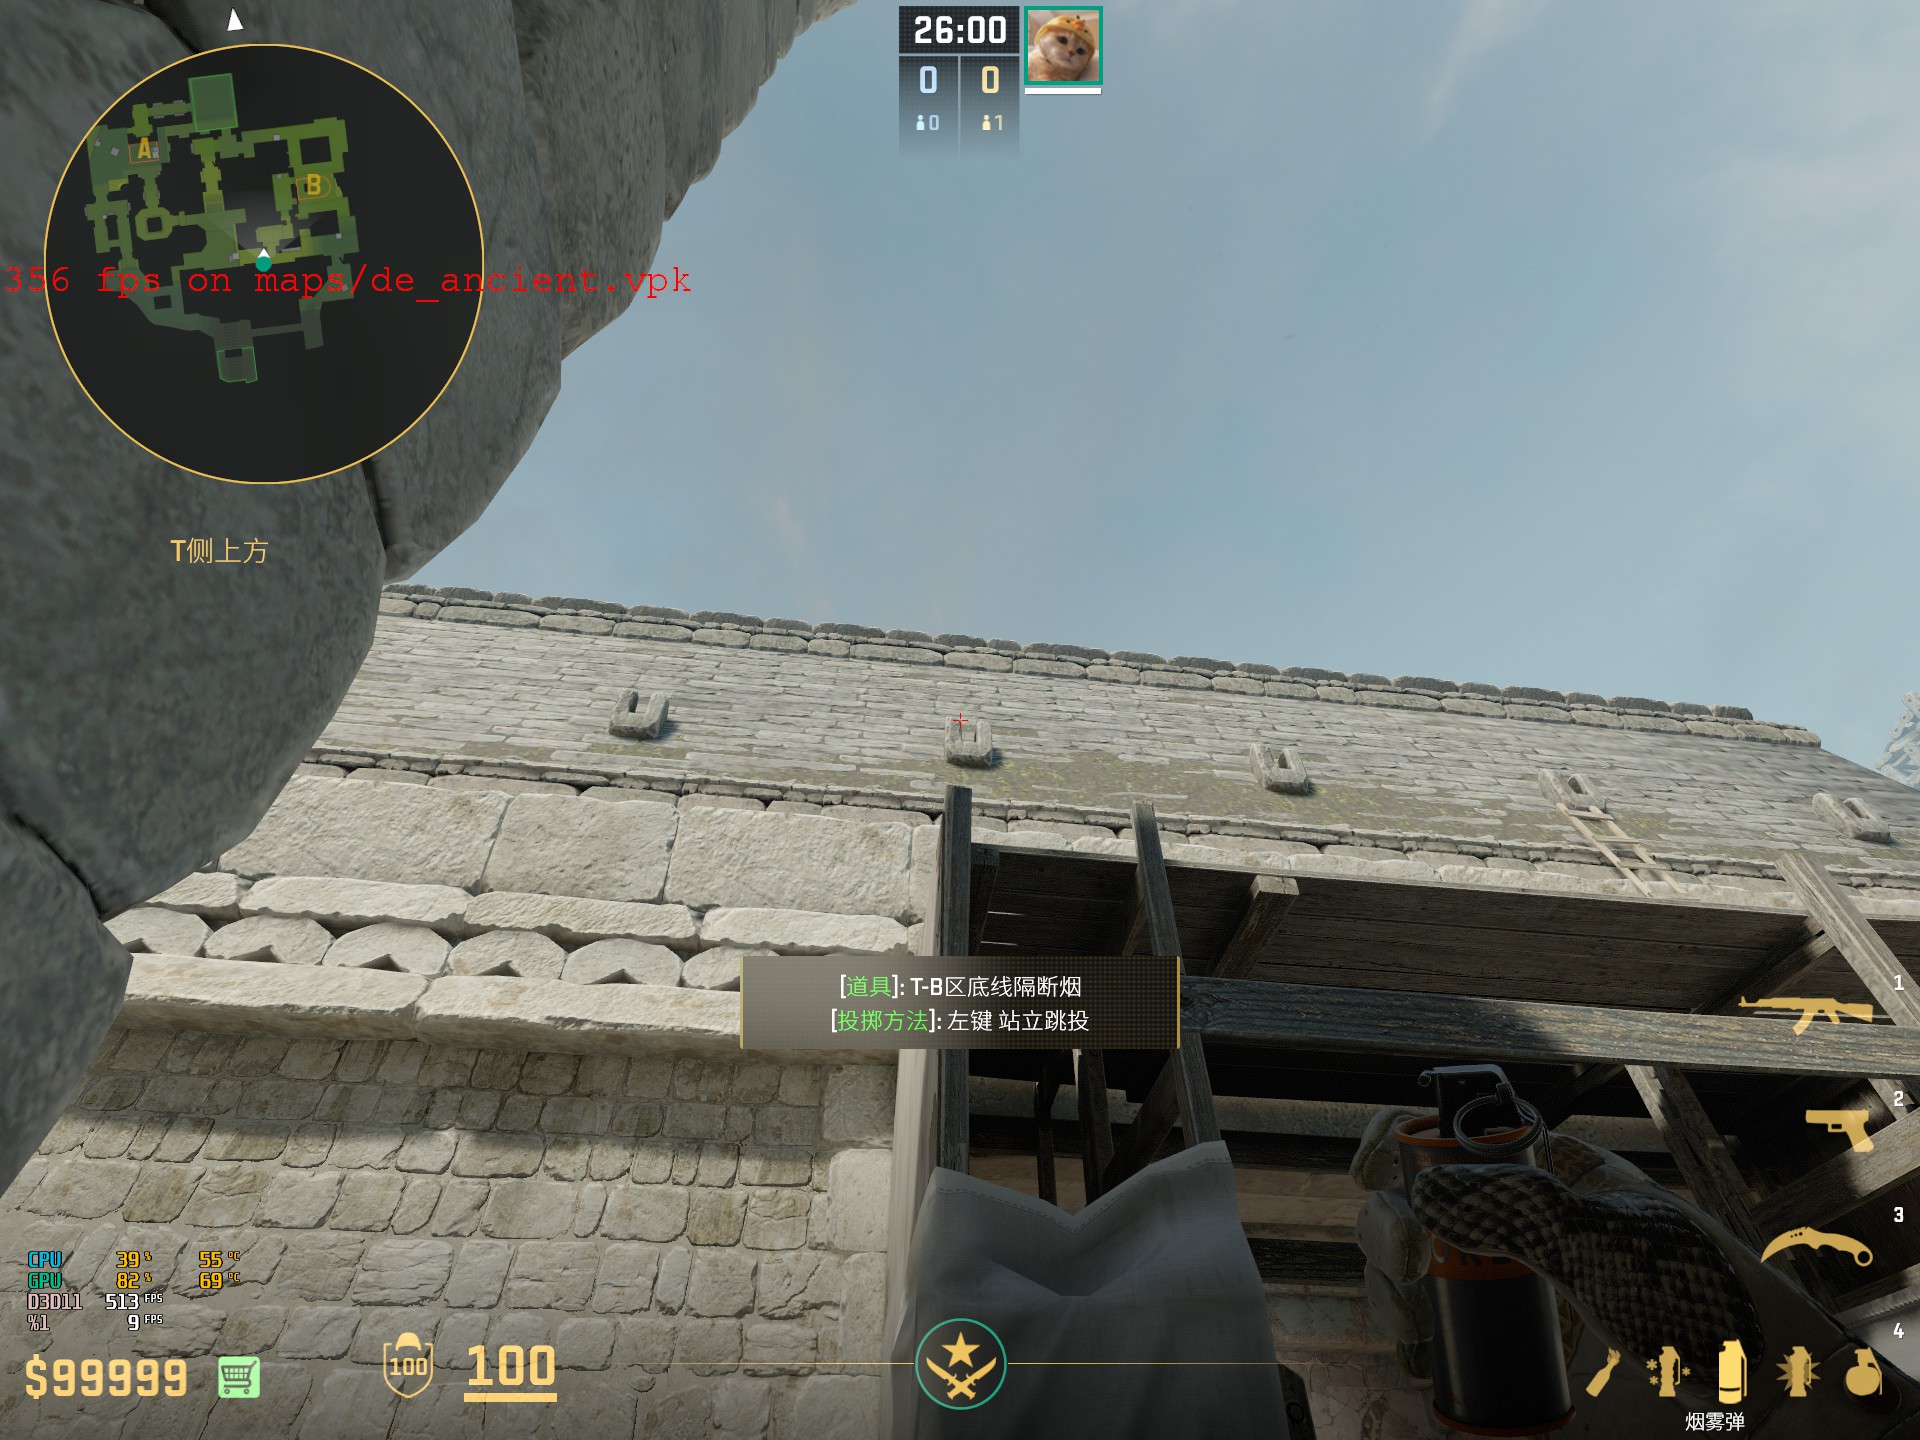 26:00
0 0
0 1
A
B
356 fps on maps/de_ancient.vpk
T侧上方
[道具]: T-B区底线隔断烟
[投掷方法]: 左键 站立跳投
1
2
3
4
CPU 39 % 55 °C
GPU 82 % 69 °C
D3D11 513 FPS
%1 9 FPS
$99999
100
100
烟雾弹